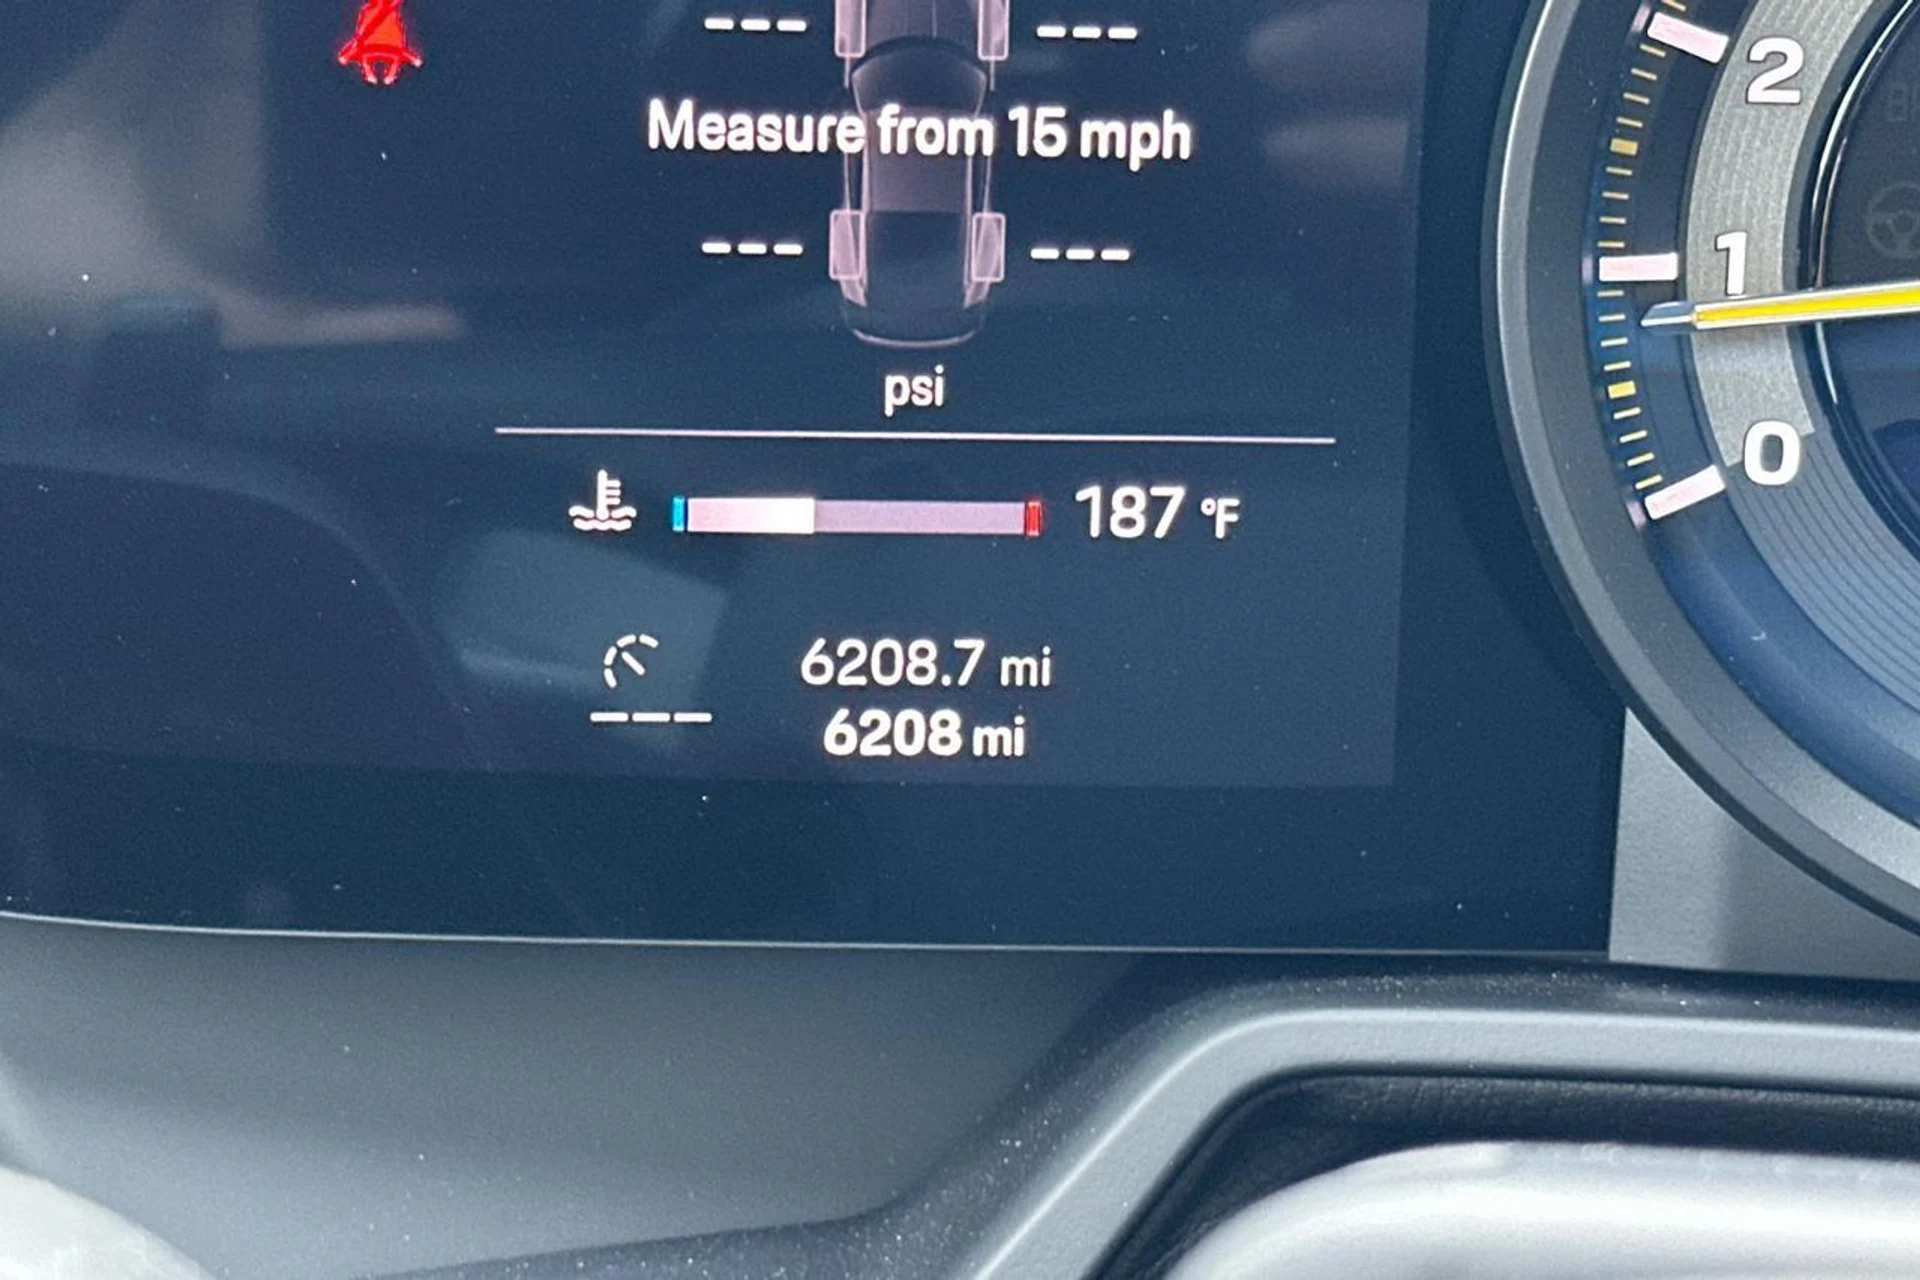 --- ---
Measure from 15 mph
--- ---
psi
187 °F
6208.7 mi
--- 6208 mi
2
1
0